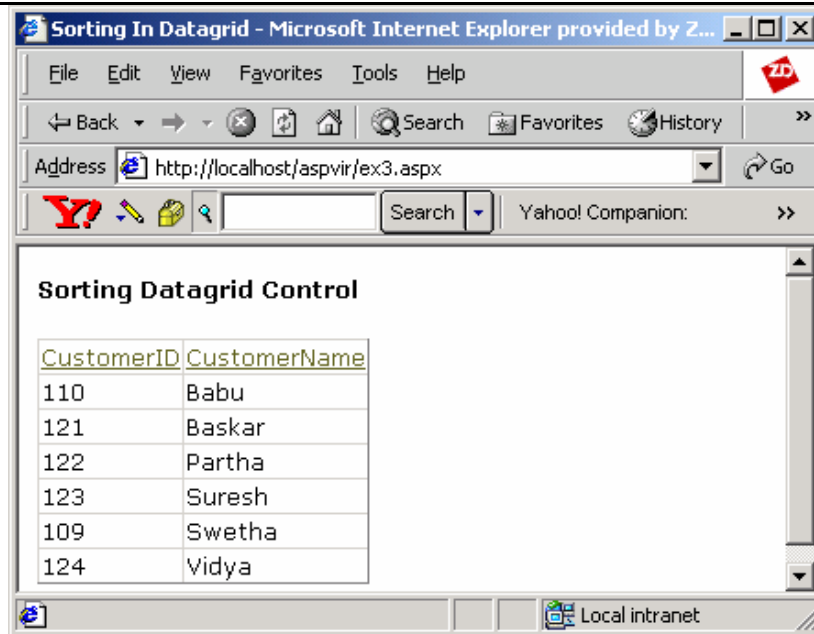 Sorting In Datagrid - Microsoft Internet Explorer provided by Z...
File Edit View Favorites Tools Help
ZD
Back Search Favorites History »
Address http://localhost/aspvir/ex3.aspx Go
Y! Search Yahoo! Companion: »
Sorting Datagrid Control
CustomerID CustomerName
110 Babu
121 Baskar
122 Partha
123 Suresh
109 Swetha
124 Vidya
Local intranet